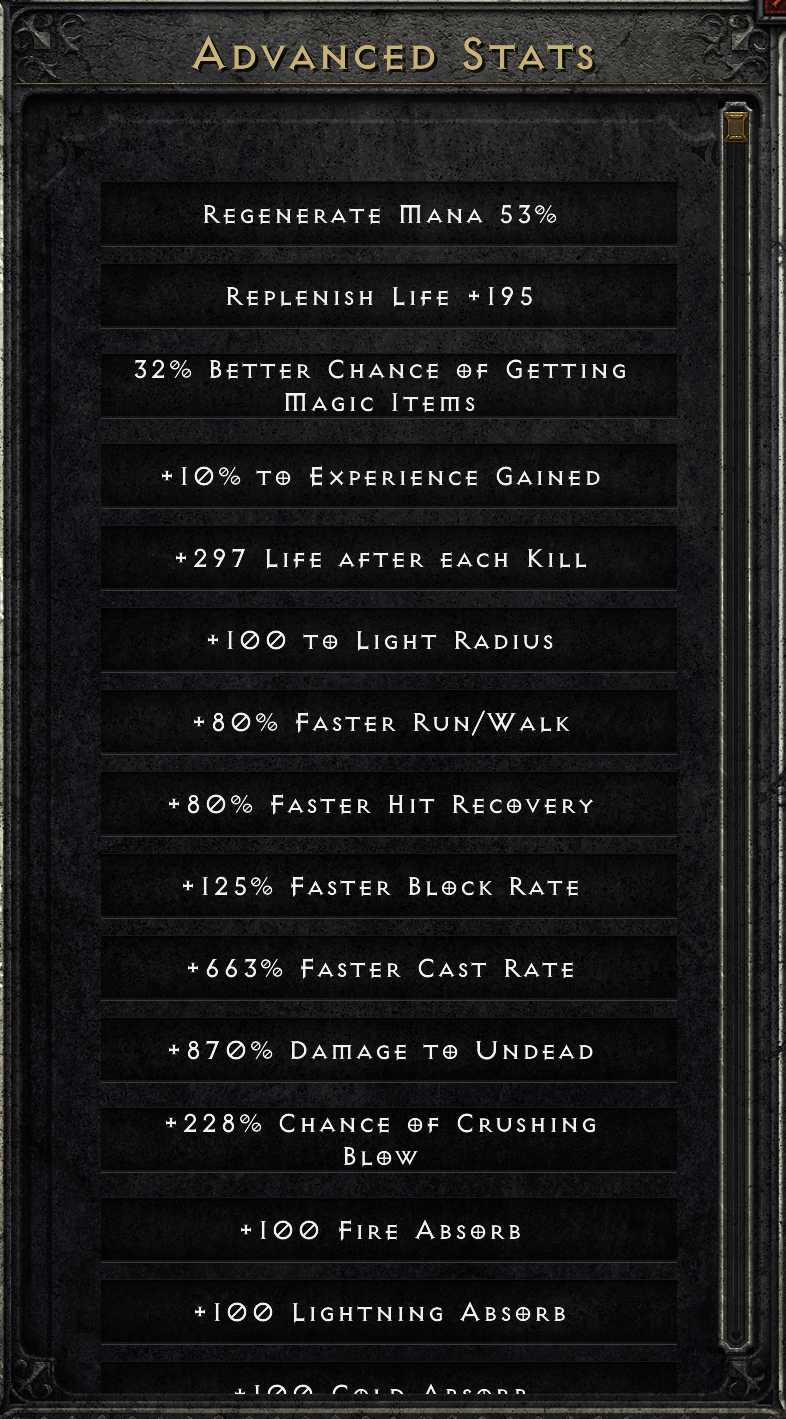 Advanced Stats
Regenerate Mana 53%
Replenish Life +195
32% Better Chance of Getting
Magic Items
+10% to Experience Gained
+297 Life after each Kill
+100 to Light Radius
+80% Faster Run/Walk
+80% Faster Hit Recovery
+125% Faster Block Rate
+663% Faster Cast Rate
+870% Damage to Undead
+228% Chance of Crushing
Blow
+100 Fire Absorb
+100 Lightning Absorb
+100 Cold Absorb